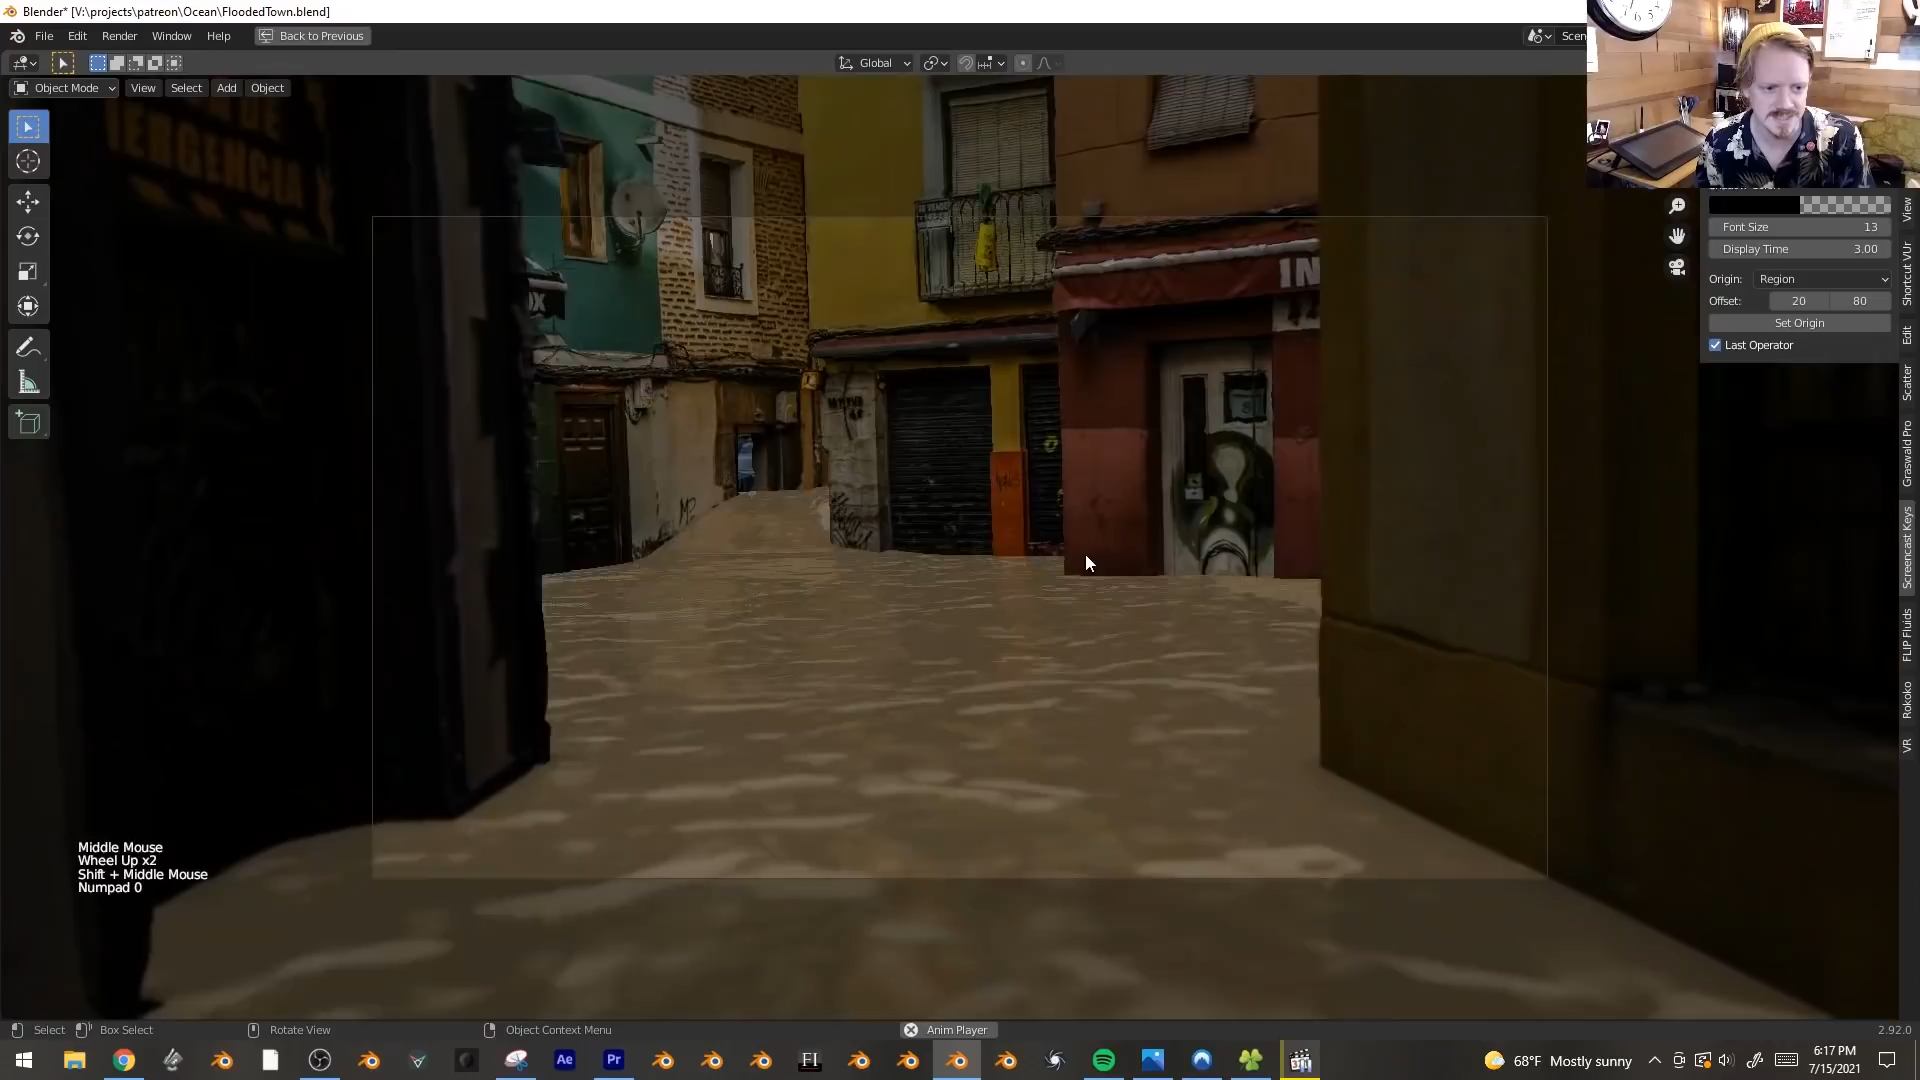 Blender* [V:\projects\patreon\Ocean\FloodedTown.blend]
File Edit Render Window Help Back to Previous
Scen
Global
Object Mode View Select Add Object
DE
ERGENCIA
IN
Font Size 13
Display Time 3.00
Origin: Region
Offset: 20 80
Set Origin
Last Operator
View
Shortcut VUr
Edit
Scatter
Graswald Pro
Screencast Keys
FLIP Fluids
Rokoko
VR
Middle Mouse
Wheel Up x2
Shift + Middle Mouse
Numpad 0
Select Box Select Rotate View Object Context Menu Anim Player 2.92.0
Ae Pr 68°F Mostly sunny 6:17 PM
7/15/2021